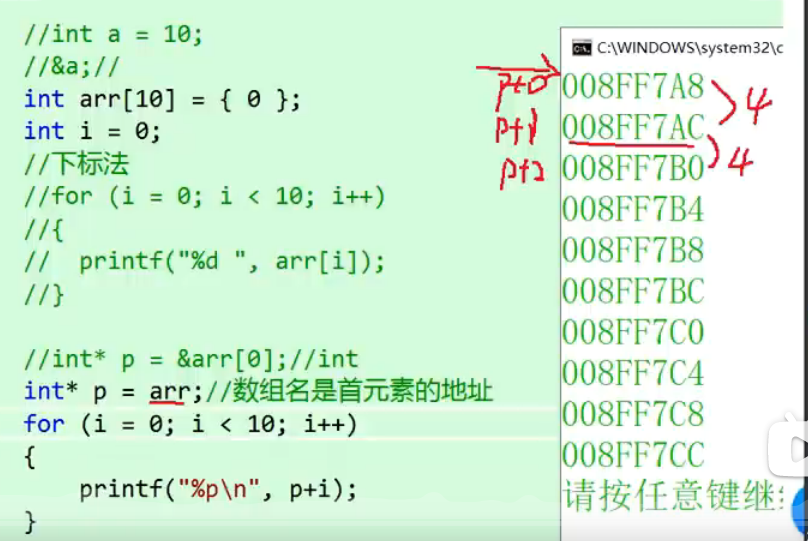 //int a = 10;
//&a;//
int arr[10] = { 0 };
int i = 0;
//下标法
//for (i = 0; i < 10; i++)
//{
//  printf("%d ", arr[i]);
//}
//int* p = &arr[0];//int
int* p = arr;//数组名是首元素的地址
for (i = 0; i < 10; i++)
{
    printf("%p\n", p+i);
}
C:\WINDOWS\system32\c
p+0 008FF7A8
4
p+1 008FF7AC
4
p+2 008FF7B0
008FF7B4
008FF7B8
008FF7BC
008FF7C0
008FF7C4
008FF7C8
008FF7CC
请按任意键继